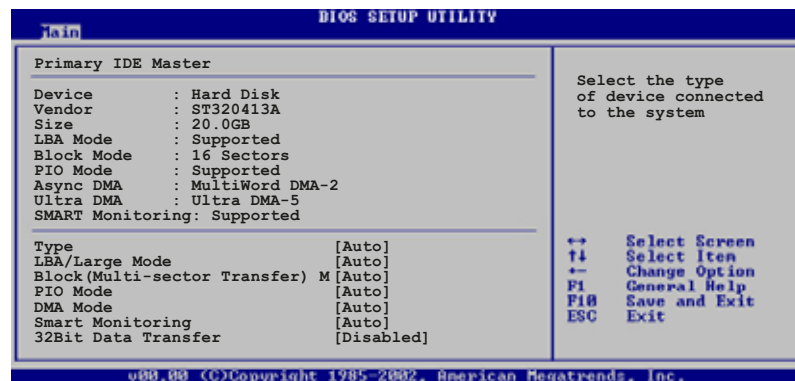 BIOS SETUP UTILITY
Main
Primary IDE Master
Device : Hard Disk
Vendor : ST320413A
Size : 20.0GB
LBA Mode : Supported
Block Mode : 16 Sectors
PIO Mode : Supported
Async DMA : MultiWord DMA-2
Ultra DMA : Ultra DMA-5
SMART Monitoring: Supported
Type [Auto]
LBA/Large Mode [Auto]
Block(Multi-sector Transfer) M [Auto]
PIO Mode [Auto]
DMA Mode [Auto]
Smart Monitoring [Auto]
32Bit Data Transfer [Disabled]
Select the type
of device connected
to the system
↔ Select Screen
↑↓ Select Item
+- Change Option
F1 General Help
F10 Save and Exit
ESC Exit
v00.00 (C)Copyright 1985-2002, American Megatrends, Inc.